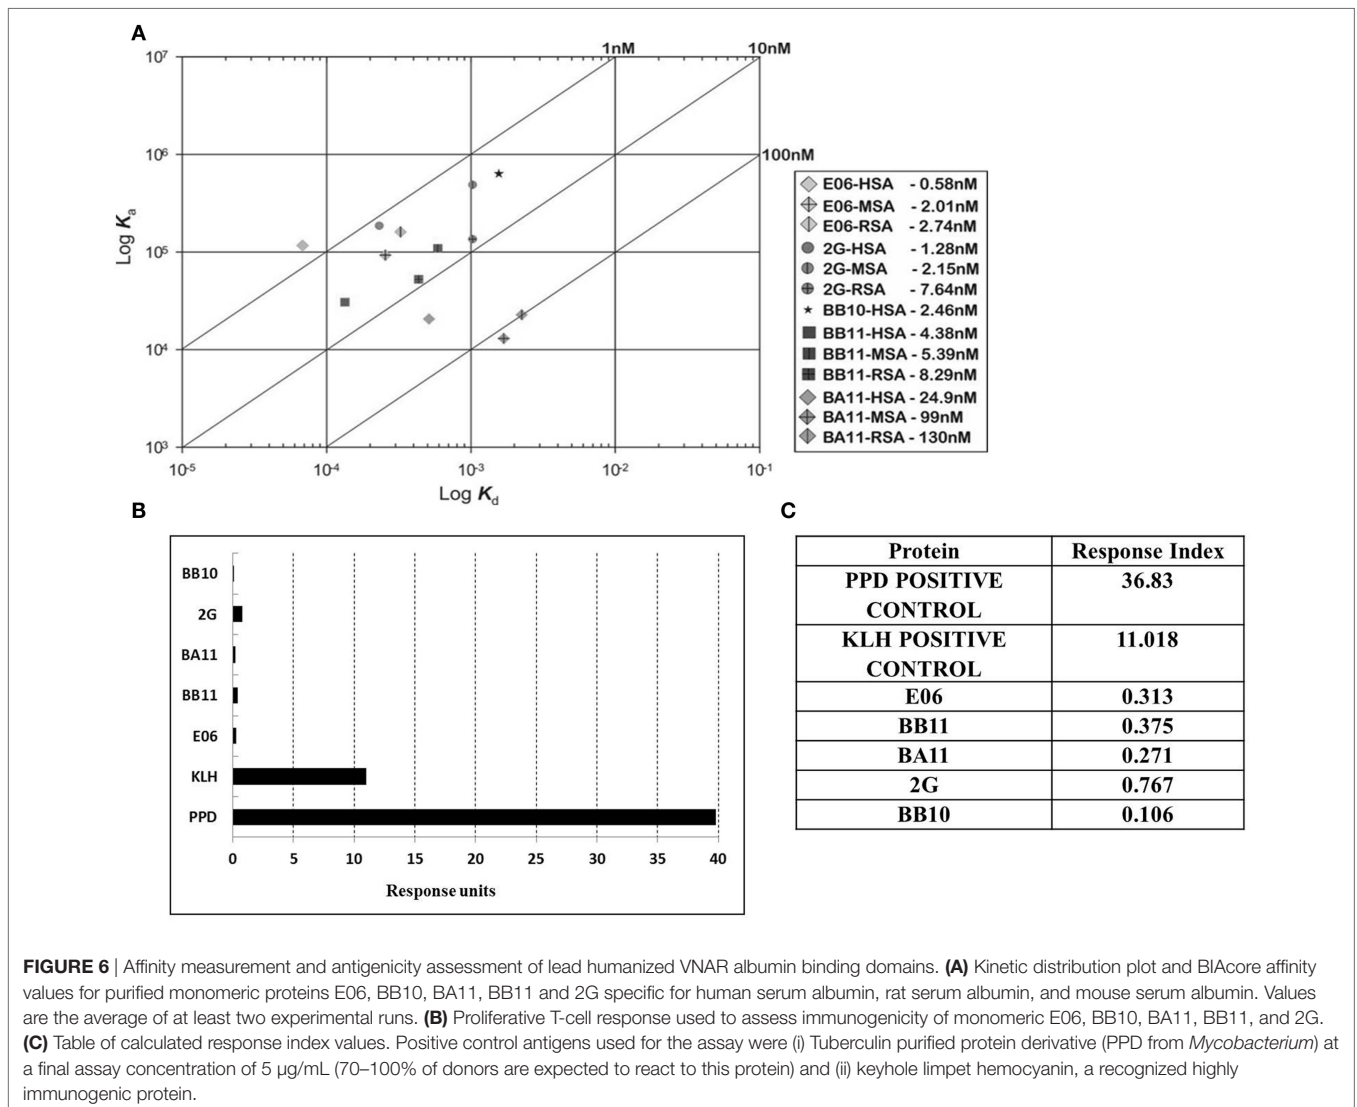 A
10⁷
10⁶
10⁵
10⁴
10³
Log Kₐ
1nM
10nM
100nM
10⁻⁵
10⁻⁴
10⁻³
10⁻²
10⁻¹
Log K_d
E06-HSA - 0.58nM
E06-MSA - 2.01nM
E06-RSA - 2.74nM
2G-HSA - 1.28nM
2G-MSA - 2.15nM
2G-RSA - 7.64nM
BB10-HSA - 2.46nM
BB11-HSA - 4.38nM
BB11-MSA - 5.39nM
BB11-RSA - 8.29nM
BA11-HSA - 24.9nM
BA11-MSA - 99nM
BA11-RSA - 130nM
B
BB10
2G
BA11
BB11
E06
KLH
PPD
0 5 10 15 20 25 30 35 40
Response units
C
Protein Response Index
PPD POSITIVE 36.83
CONTROL
KLH POSITIVE 11.018
CONTROL
E06 0.313
BB11 0.375
BA11 0.271
2G 0.767
BB10 0.106
FIGURE 6 | Affinity measurement and antigenicity assessment of lead humanized VNAR albumin binding domains. (A) Kinetic distribution plot and BIAcore affinity
values for purified monomeric proteins E06, BB10, BA11, BB11 and 2G specific for human serum albumin, rat serum albumin, and mouse serum albumin. Values
are the average of at least two experimental runs. (B) Proliferative T-cell response used to assess immunogenicity of monomeric E06, BB10, BA11, BB11, and 2G.
(C) Table of calculated response index values. Positive control antigens used for the assay were (i) Tuberculin purified protein derivative (PPD from Mycobacterium) at
a final assay concentration of 5 µg/mL (70–100% of donors are expected to react to this protein) and (ii) keyhole limpet hemocyanin, a recognized highly
immunogenic protein.